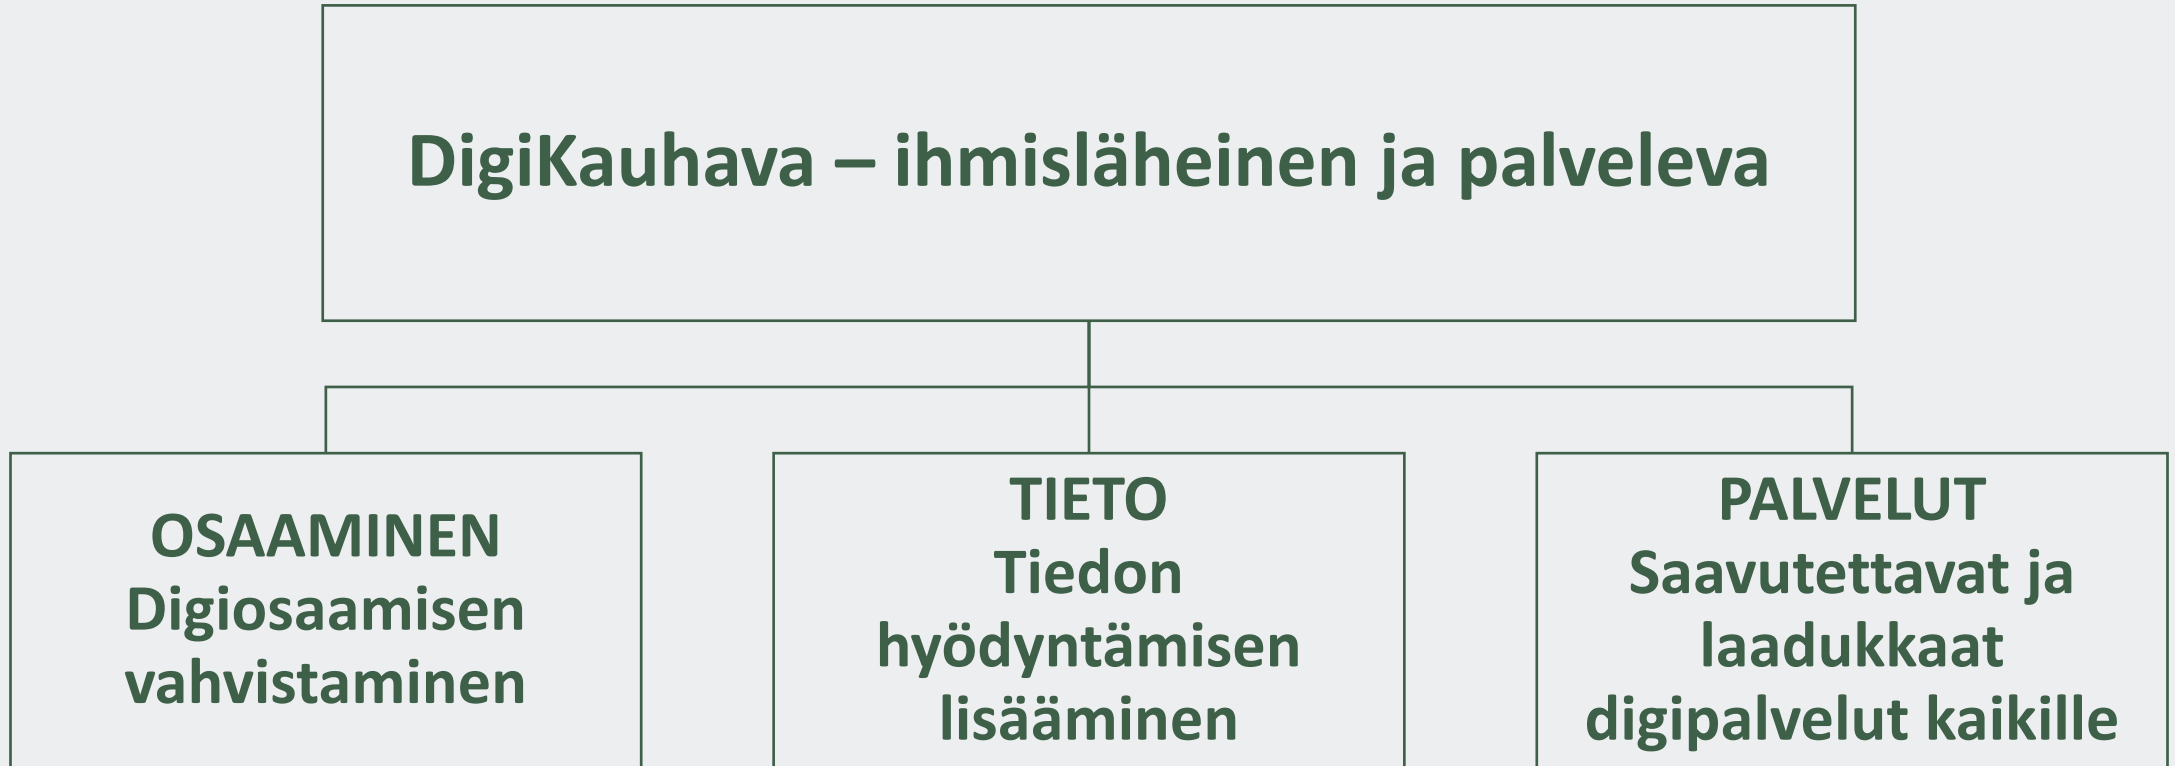 DigiKauhava – ihmisläheinen ja palveleva
OSAAMINEN
Digiosaamisen
vahvistaminen
TIETO
Tiedon
hyödyntämisen
lisääminen
PALVELUT
Saavutettavat ja
laadukkaat
digipalvelut kaikille